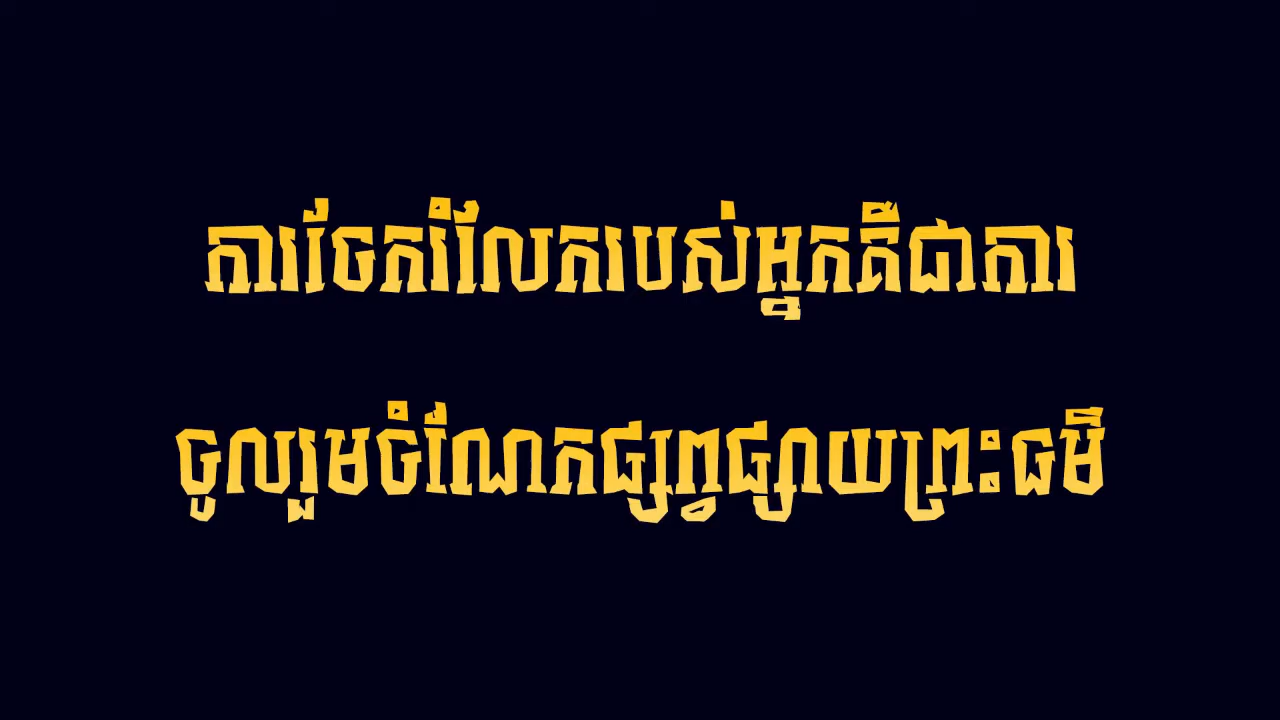 ការចែករំលែករបស់អ្នកគឺជាការ
ចូលរួមចំណែកផ្សព្វផ្សាយព្រះធម៌